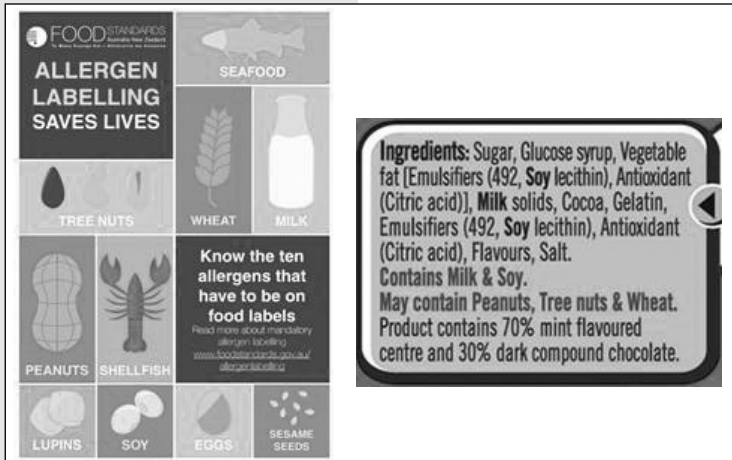 FOOD STANDARDS
Australia New Zealand
ALLERGEN
LABELLING
SAVES LIVES
SEAFOOD
TREE NUTS
WHEAT
MILK
PEANUTS
SHELLFISH
Know the ten
allergens that
have to be on
food labels
Read more about mandatory
allergen labelling
www.foodstandards.gov.au/
allergenlabelling
LUPINS
SOY
EGGS
SESAME
SEEDS
Ingredients: Sugar, Glucose syrup, Vegetable
fat [Emulsifiers (492, Soy lecithin), Antioxidant
(Citric acid)], Milk solids, Cocoa, Gelatin,
Emulsifiers (492, Soy lecithin), Antioxidant
(Citric acid), Flavours, Salt.
Contains Milk & Soy.
May contain Peanuts, Tree nuts & Wheat.
Product contains 70% mint flavoured
centre and 30% dark compound chocolate.